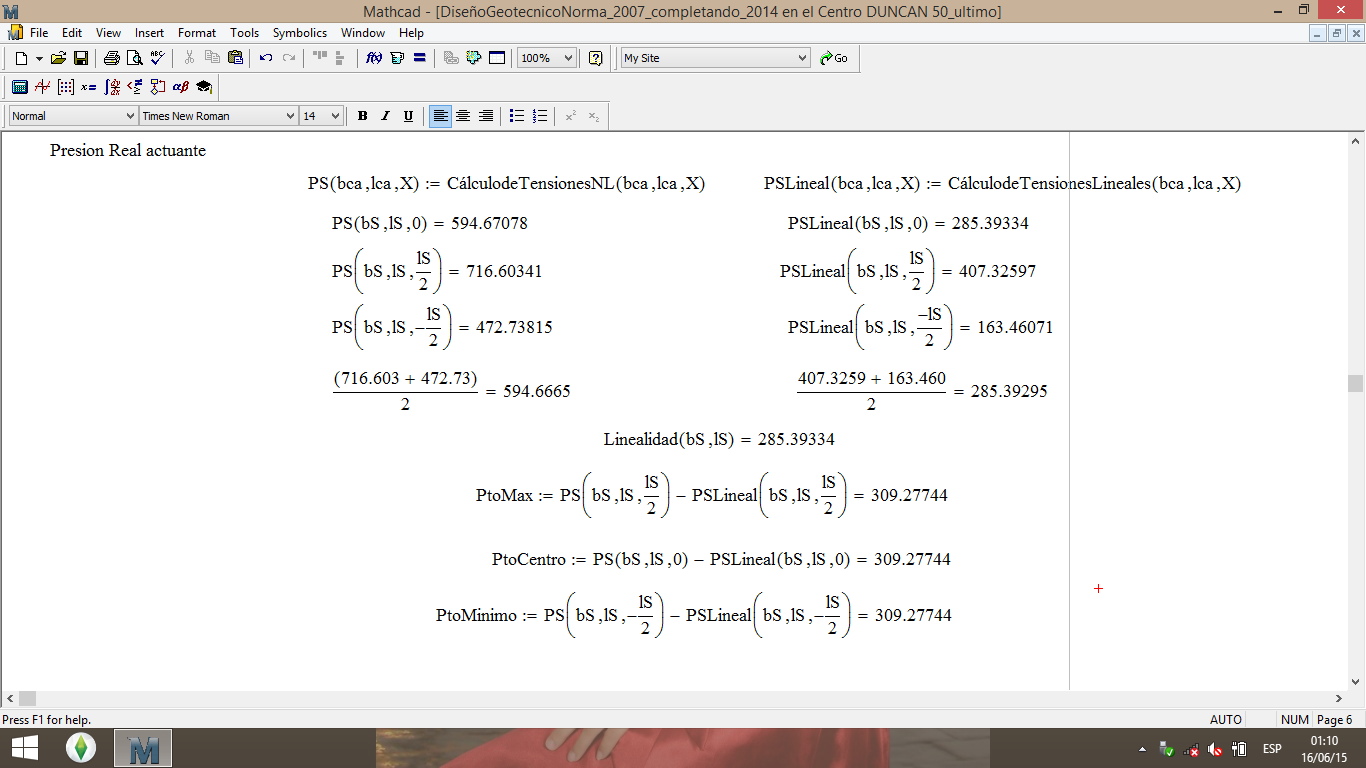 Mathcad - [DiseñoGeotecnicoNorma_2007_completando_2014 en el Centro DUNCAN 50_ultimo]
File Edit View Insert Format Tools Symbolics Window Help
100% My Site Go
Normal Times New Roman 14 B I U
Presion Real actuante
PS(bca,lca,X) := CálculodeTensionesNL(bca,lca,X) PSLineal(bca,lca,X) := CálculodeTensionesLineales(bca,lca,X)
PS(bS,lS,0) = 594.67078 PSLineal(bS,lS,0) = 285.39334
PS(bS,lS,lS/2) = 716.60341 PSLineal(bS,lS,lS/2) = 407.32597
PS(bS,lS,-lS/2) = 472.73815 PSLineal(bS,lS,-lS/2) = 163.46071
(716.603 + 472.73)/2 = 594.6665 407.3259 + 163.460/2 = 285.39295
Linealidad(bS,lS) = 285.39334
PtoMax := PS(bS,lS,lS/2) - PSLineal(bS,lS,lS/2) = 309.27744
PtoCentro := PS(bS,lS,0) - PSLineal(bS,lS,0) = 309.27744
PtoMinimo := PS(bS,lS,-lS/2) - PSLineal(bS,lS,-lS/2) = 309.27744
Press F1 for help. AUTO NUM Page 6
ESP 01:10
16/06/15